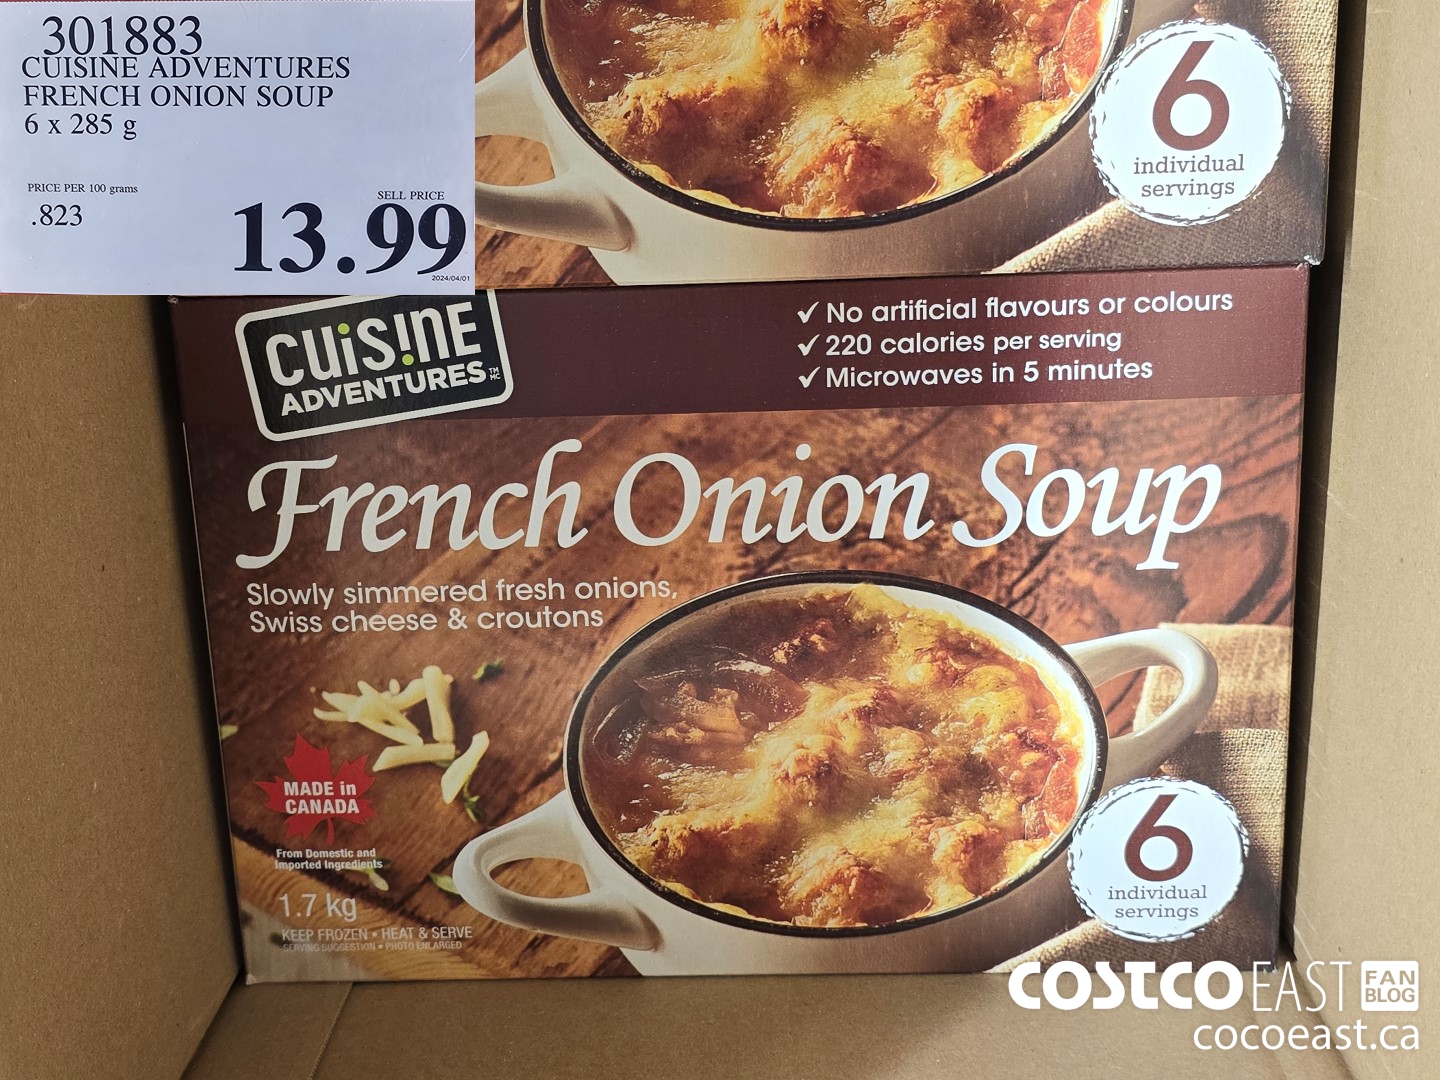 301883
CUISINE ADVENTURES
FRENCH ONION SOUP
6 x 285 g
PRICE PER 100 grams
.823
SELL PRICE
13.99
2024/04/01
6
individual
servings
CUISINE
ADVENTURES TM MC
✓ No artificial flavours or colours
✓ 220 calories per serving
✓ Microwaves in 5 minutes
French Onion Soup
Slowly simmered fresh onions,
Swiss cheese & croutons
MADE in
CANADA
From Domestic and
Imported Ingredients
1.7 kg
KEEP FROZEN • HEAT & SERVE
SERVING SUGGESTION • PHOTO ENLARGED
6
individual
servings
COSTCO EAST FAN BLOG
cocoeast.ca